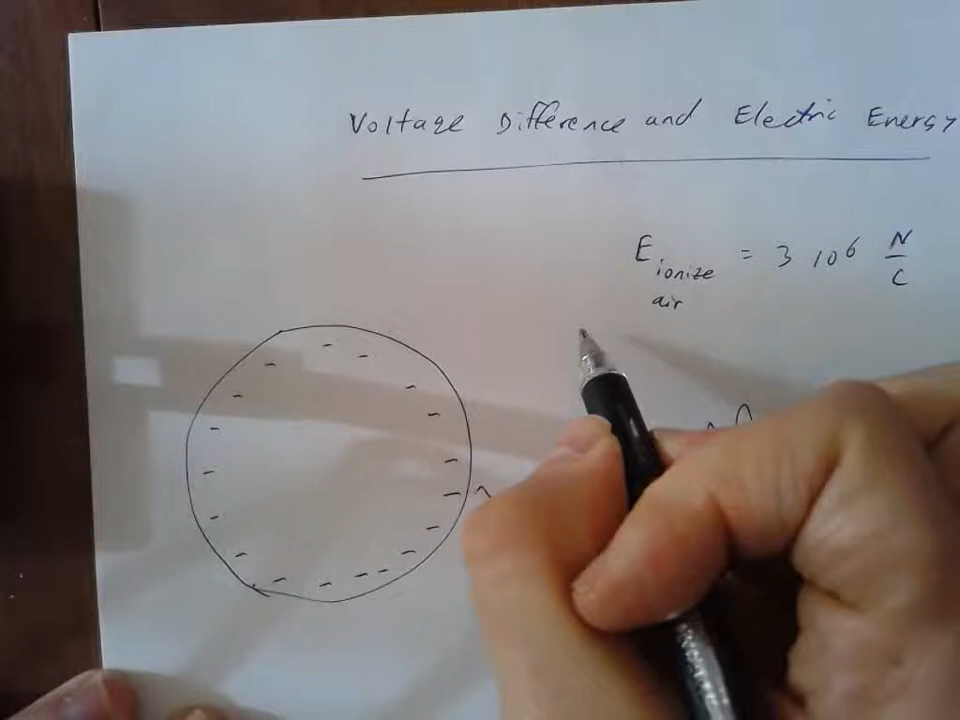 Voltage Difference and Electric Energy
E ionize air = 3 10⁶ N/C